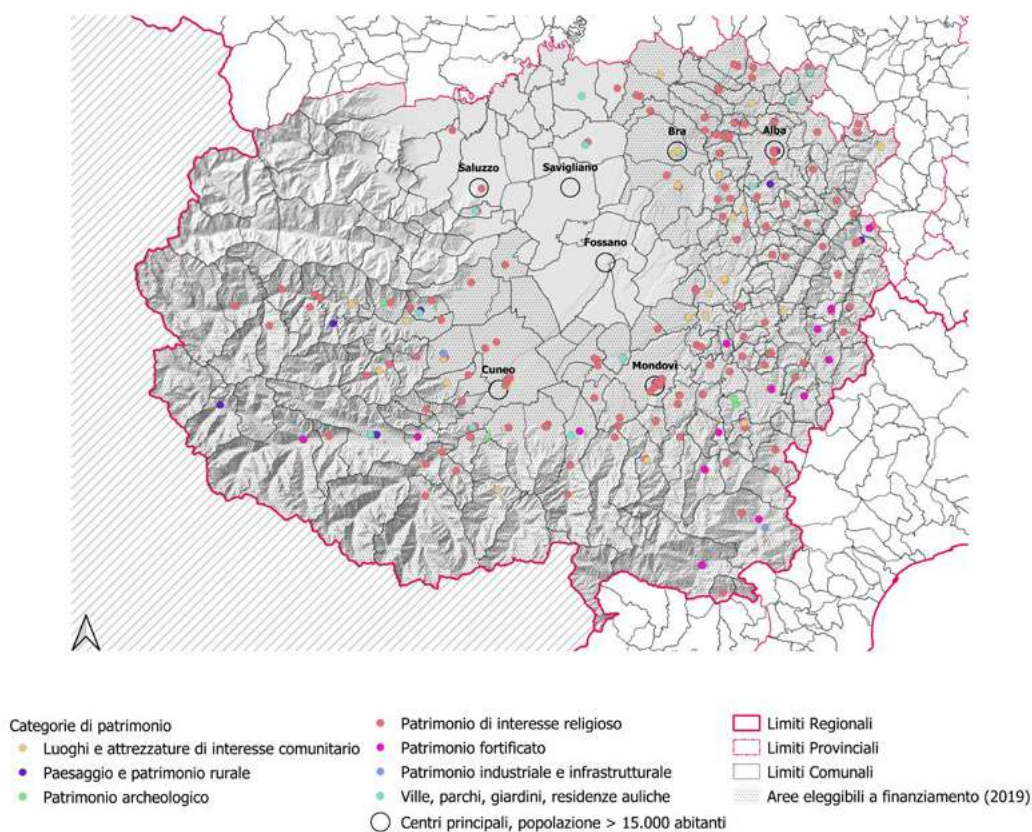 Bra
Alba
Saluzzo
Savigliano
Fossano
Cuneo
Mondovì
Categorie di patrimonio
Luoghi e attrezzature di interesse comunitario
Paesaggio e patrimonio rurale
Patrimonio archeologico
Patrimonio di interesse religioso
Patrimonio fortificato
Patrimonio industriale e infrastrutturale
Ville, parchi, giardini, residenze auliche
Centri principali, popolazione > 15.000 abitanti
Limiti Regionali
Limiti Provinciali
Limiti Comunali
Aree eleggibili a finanziamento (2019)